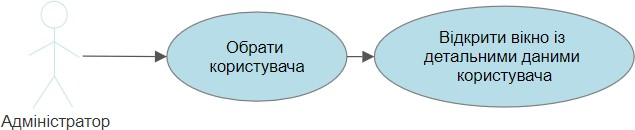 Обрати
користувача
Відкрити вікно із
детальними даними
користувача
Адміністратор